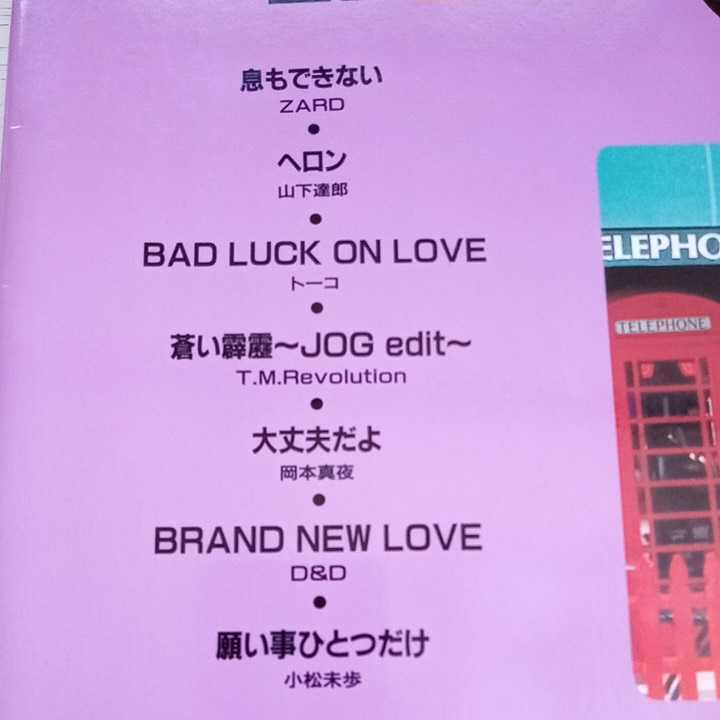 息もできない
ZARD
ヘロン
山下達郎
BAD LUCK ON LOVE
トーコ
蒼い霹靂〜JOG edit〜
T.M.Revolution
大丈夫だよ
岡本真夜
BRAND NEW LOVE
D&D
願い事ひとつだけ
小松未歩
ELEPHO
TELEPHONE